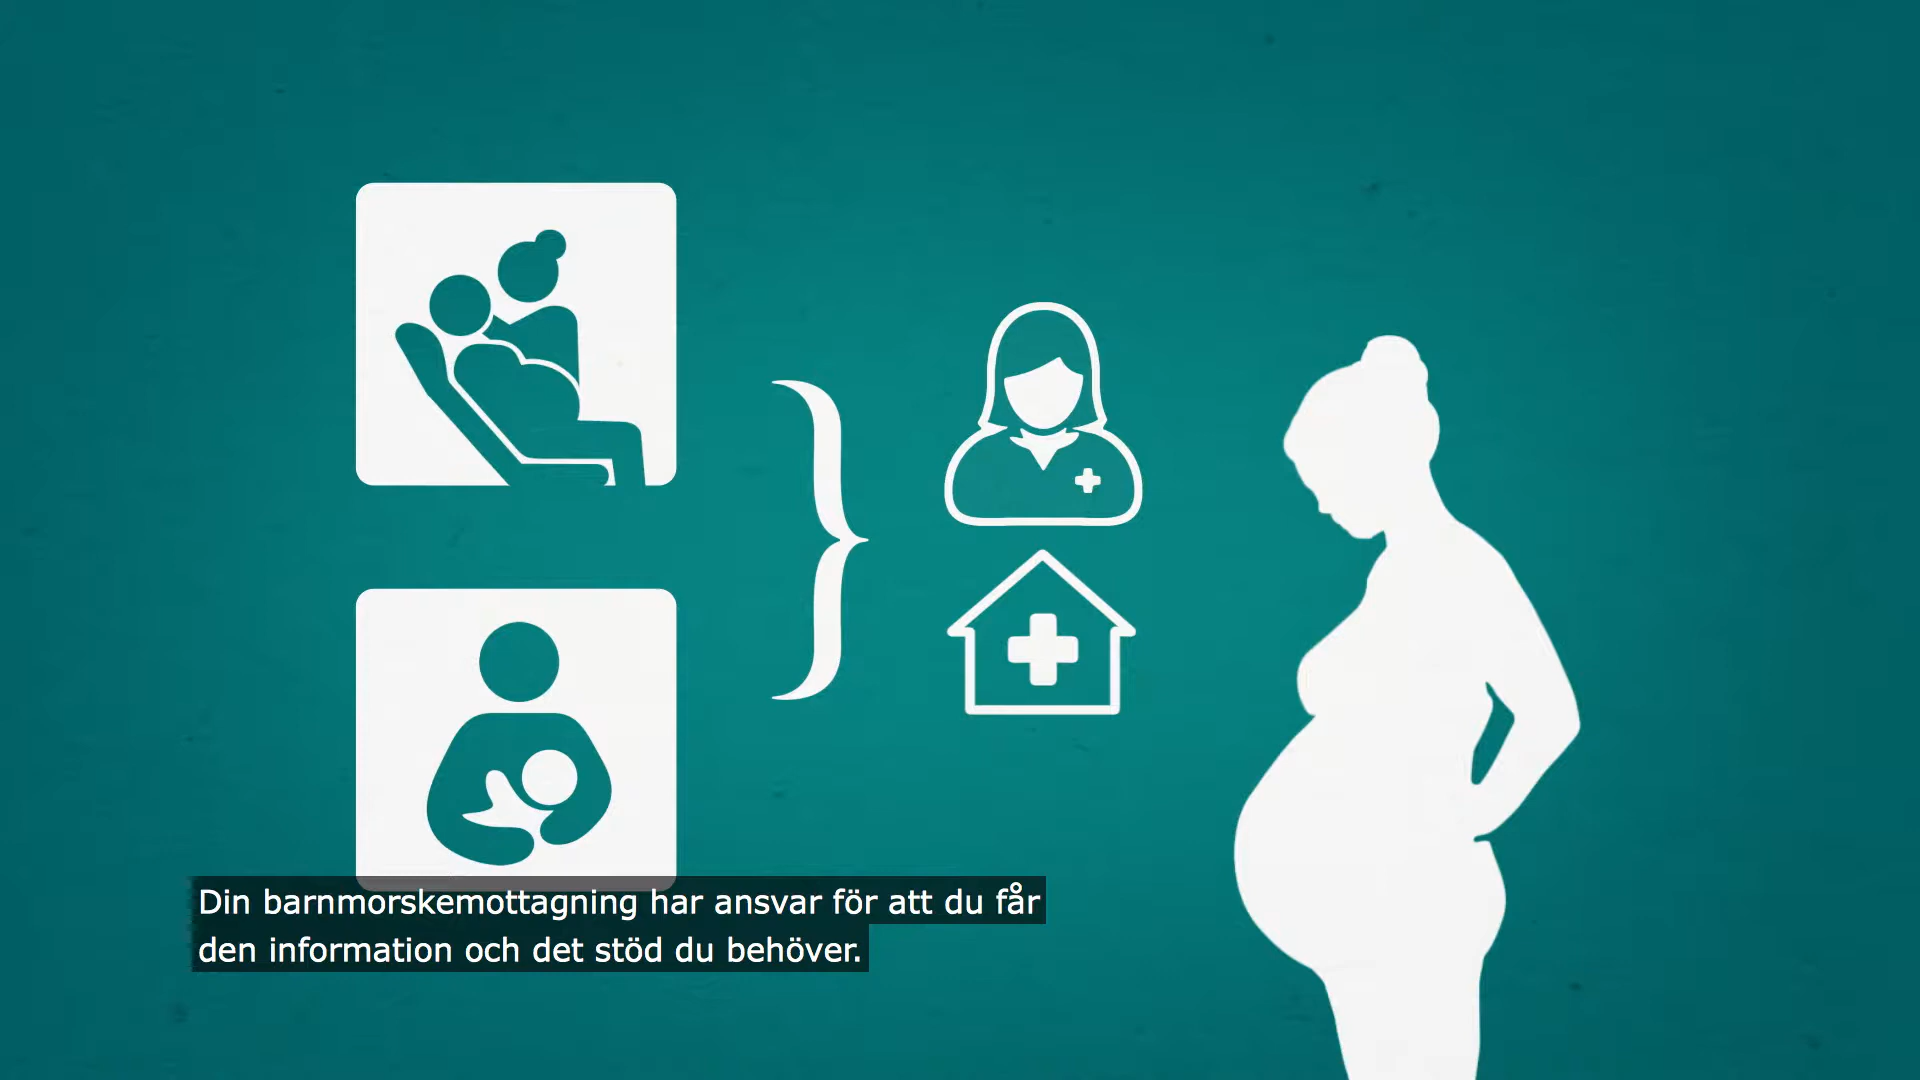 Din barnmorskemottagning har ansvar för att du får
den information och det stöd du behöver.